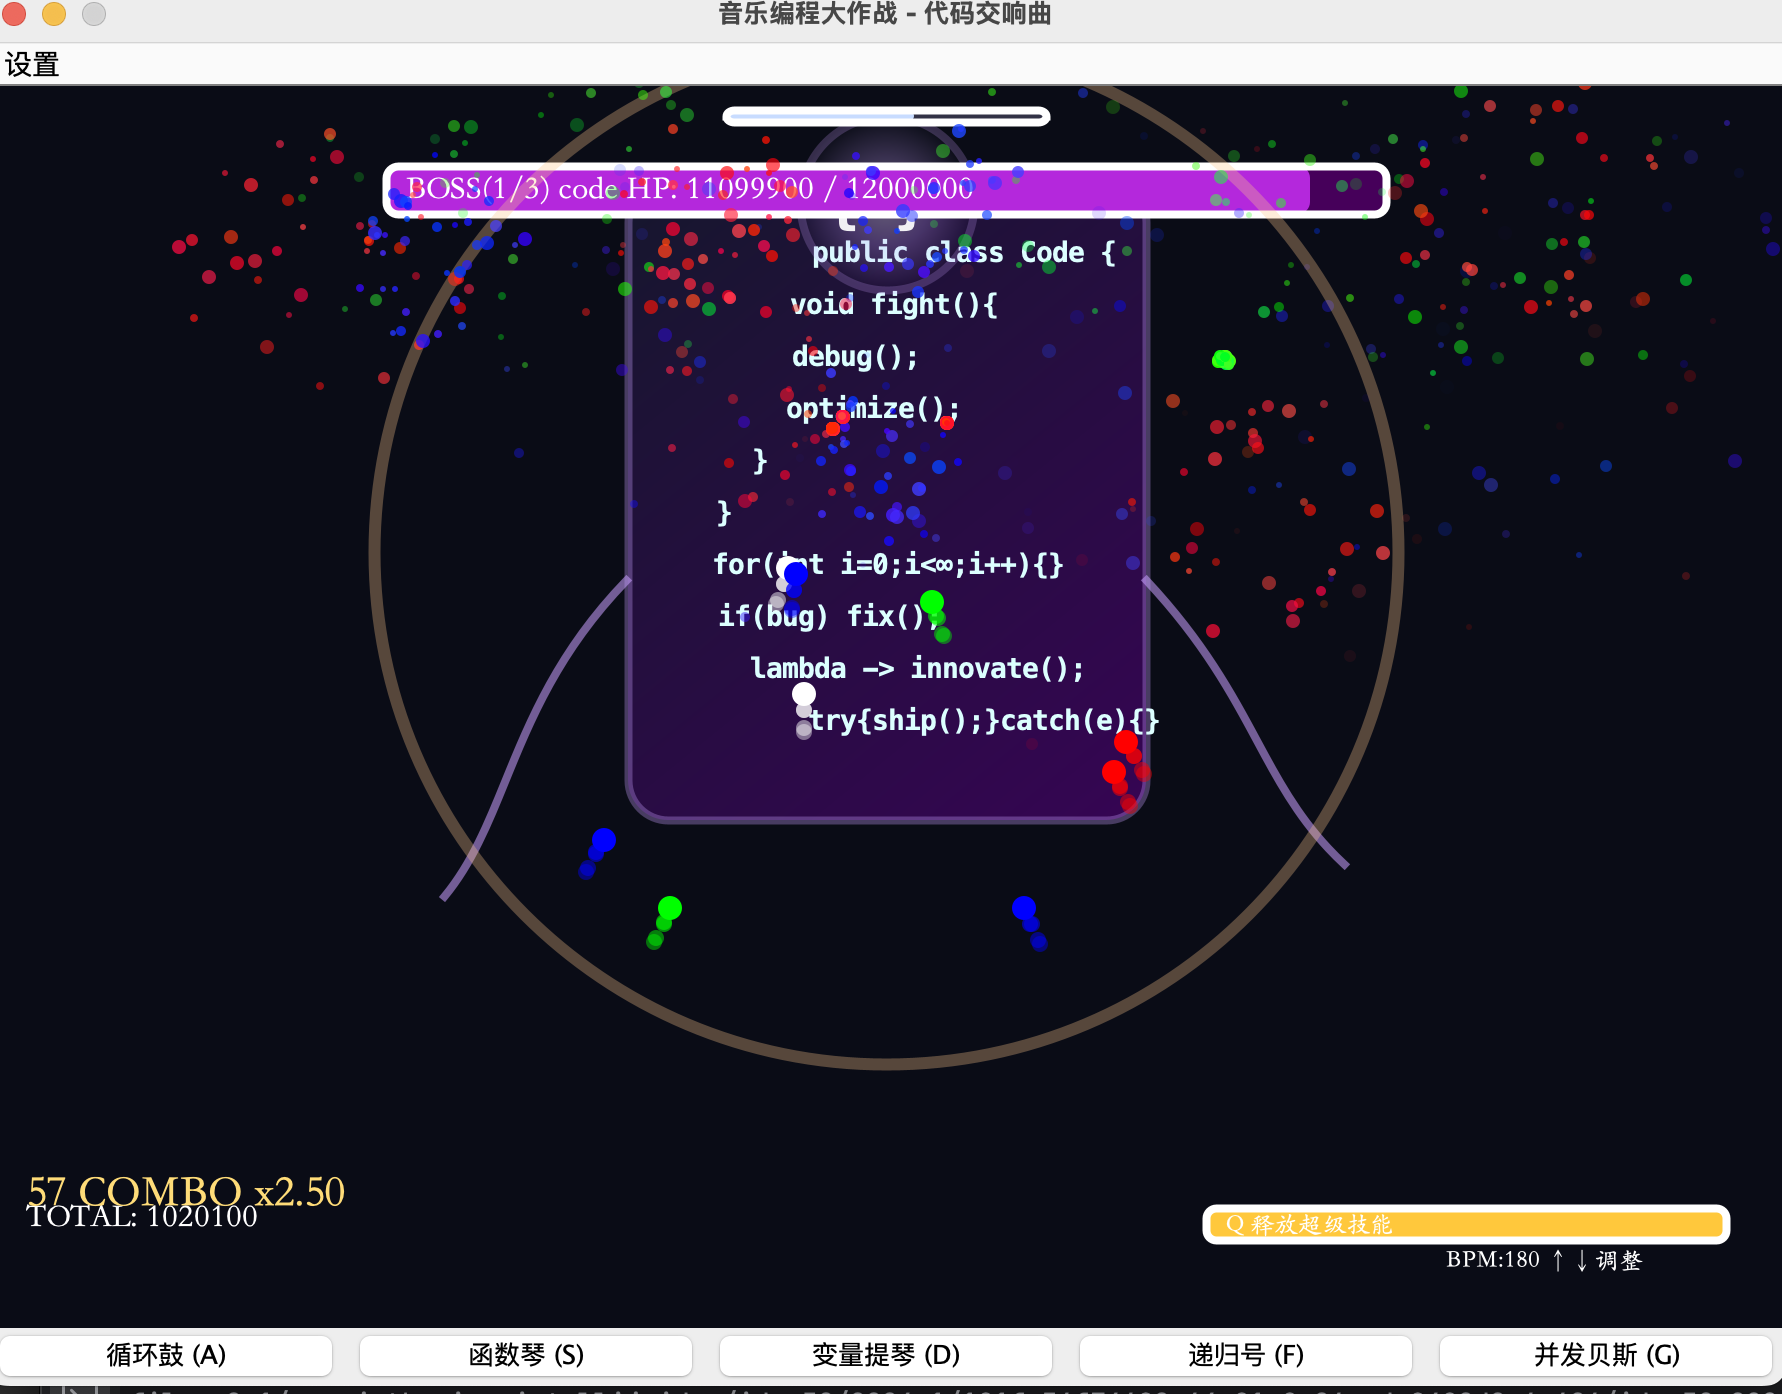 音乐编程大作战 - 代码交响曲
设置
BOSS(1/3) code HP: 11099900 / 12000000
public class Code {
void fight(){
debug();
optimize();
}
}
for(int i=0;i<∞;i++){}
if(bug) fix();
lambda -> innovate();
try{ship();}catch(e){}
57 COMBO x2.50
TOTAL: 1020100
Q 释放超级技能
BPM:180 ↑ ↓ 调整
循环鼓 (A)
函数琴 (S)
变量提琴 (D)
递归号 (F)
并发贝斯 (G)